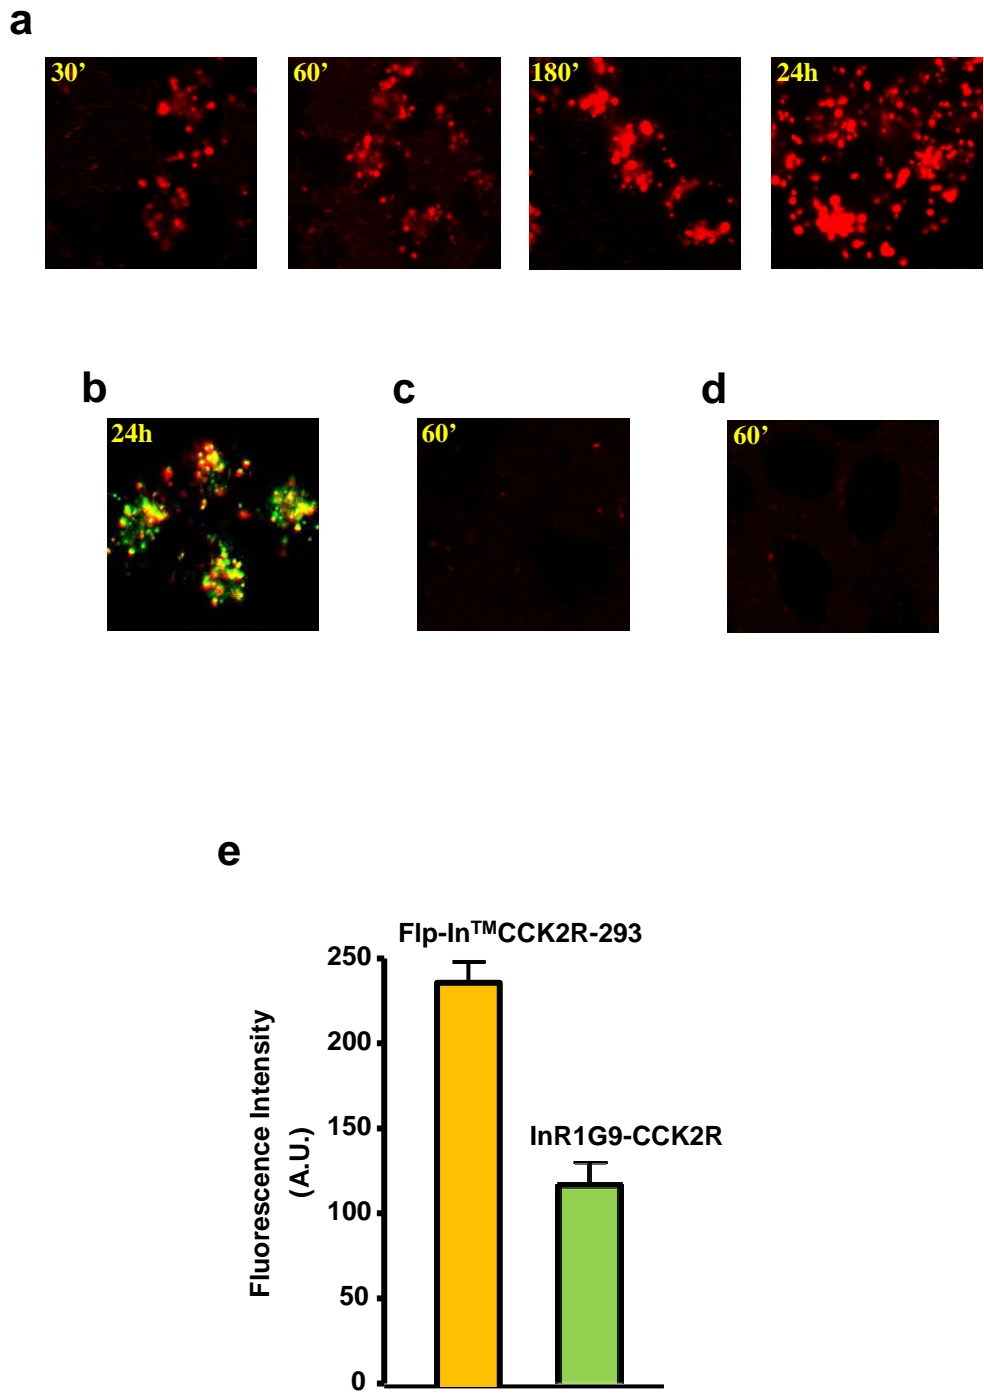 a
30’
60’
180’
24h
b
c
d
24h
60’
60’
e
Flp-In™CCK2R-293
250
200
150
100
50
0
Fluorescence Intensity
(A.U.)
InR1G9-CCK2R